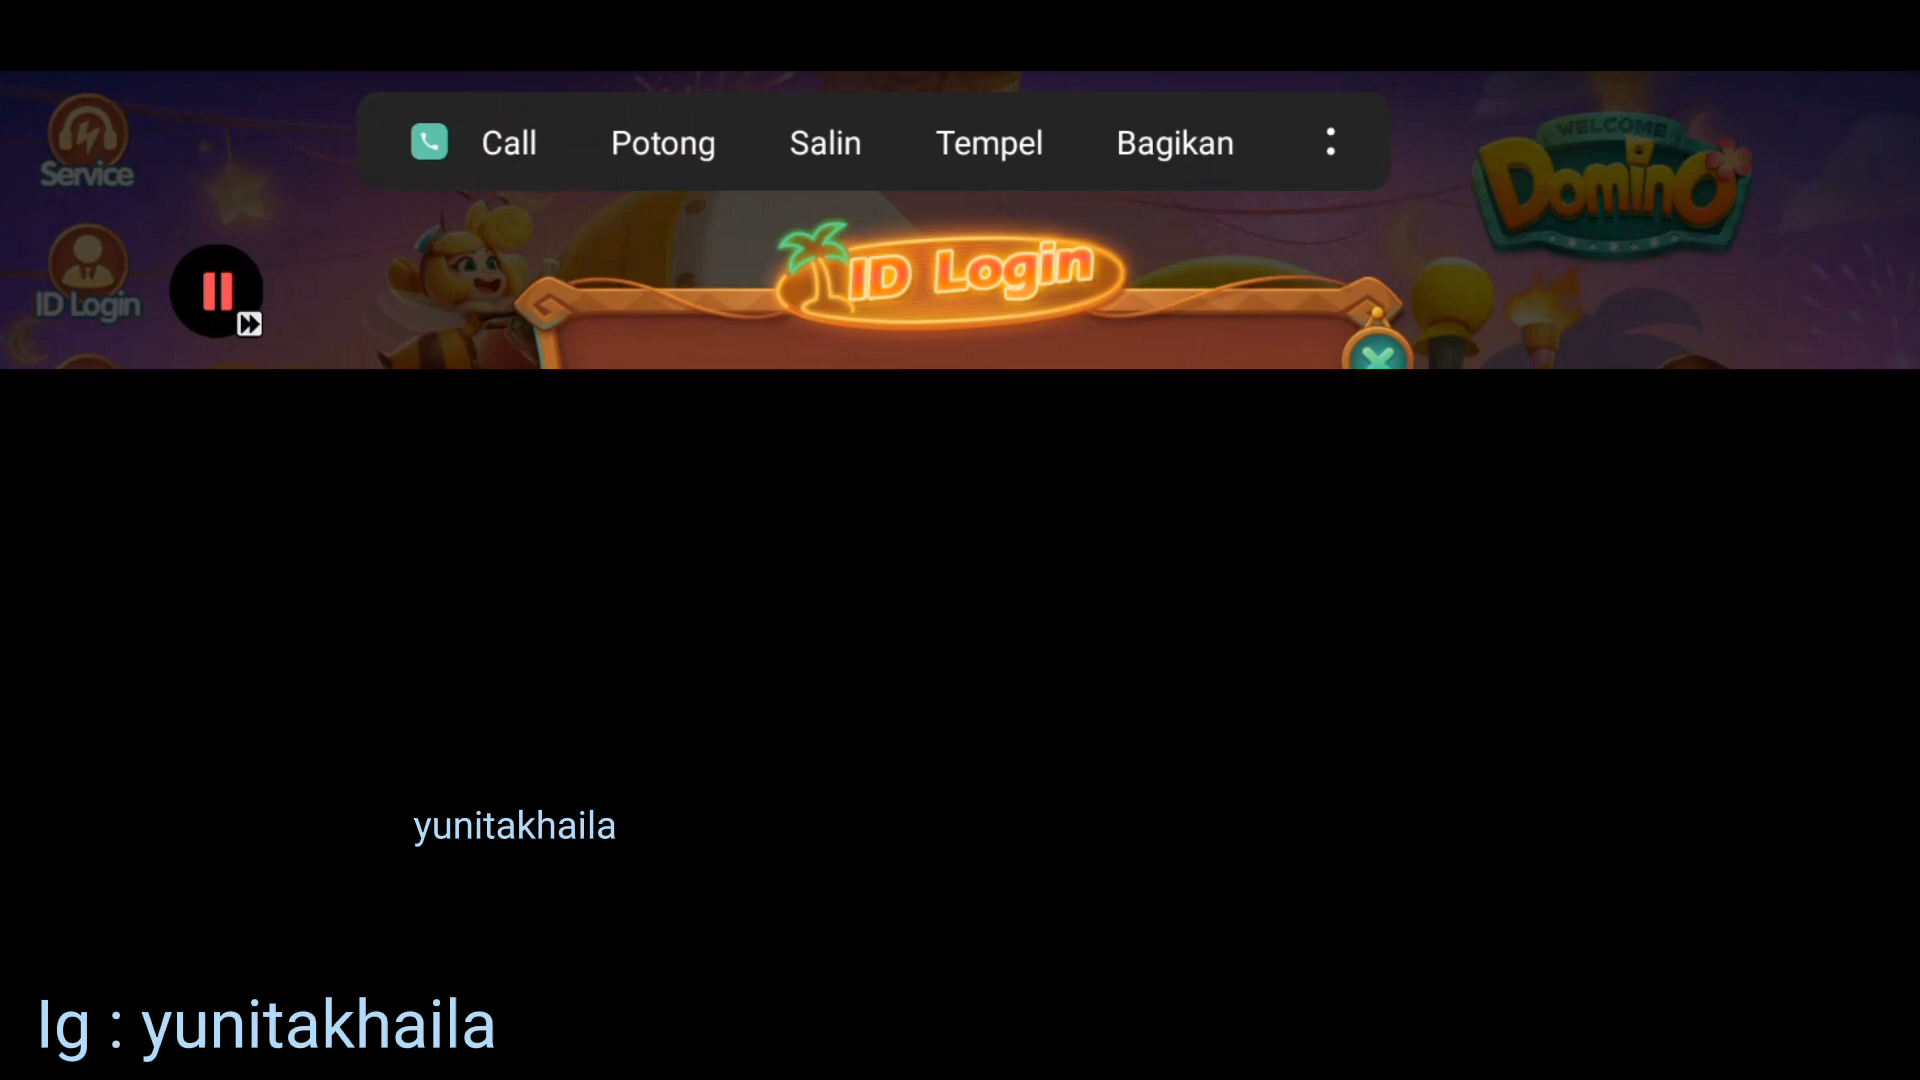 Call Potong Salin Tempel Bagikan
WELCOME
Domino
Service
ID Login
ID Login
yunitakhaila
Ig : yunitakhaila